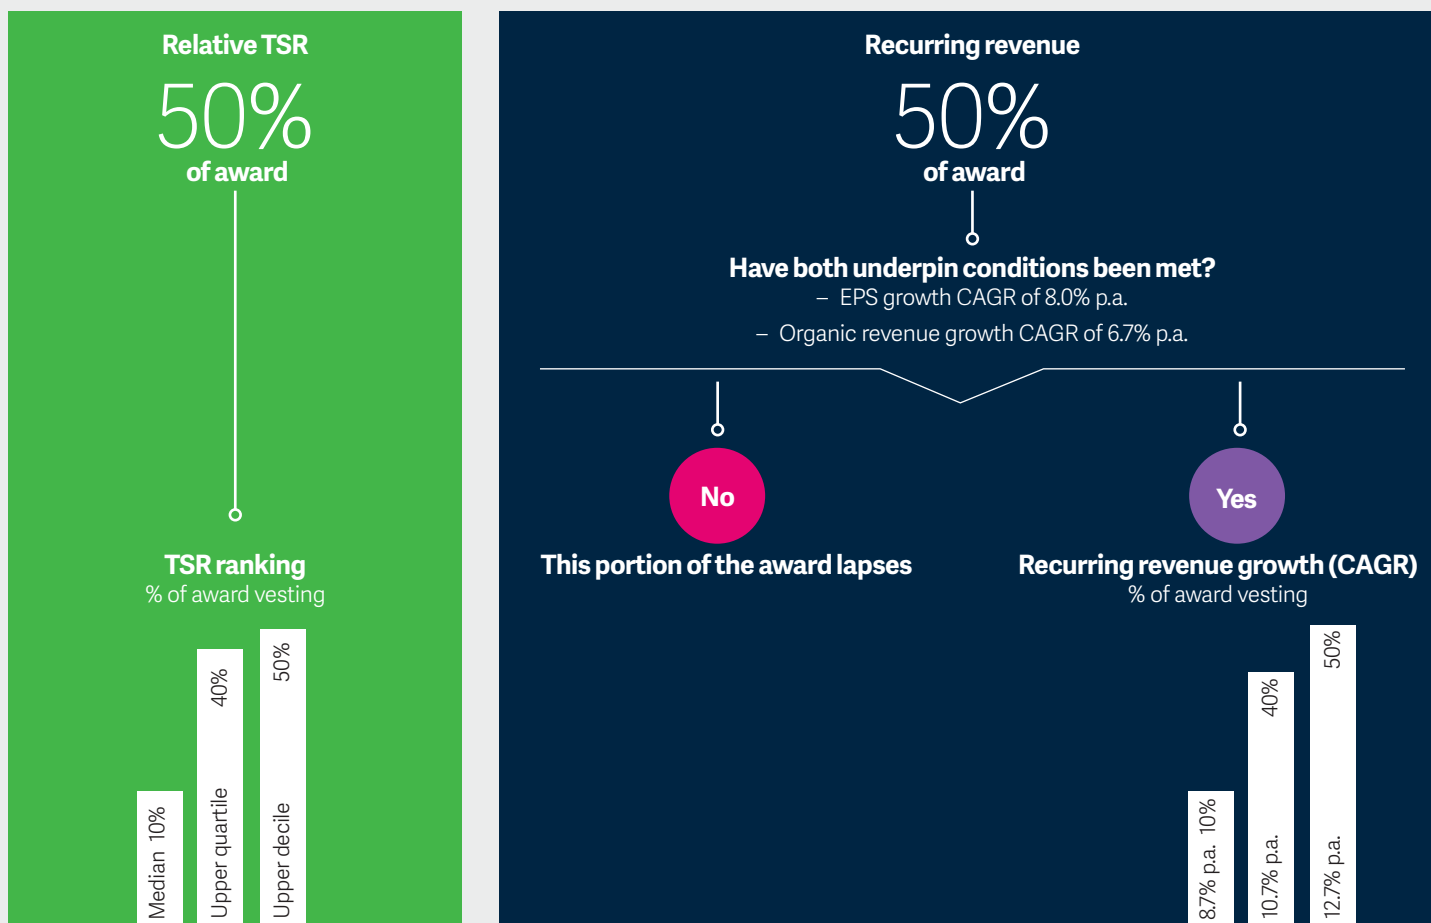 Relative TSR
50%
of award
TSR ranking
% of award vesting
Median 10%
Upper quartile 40%
Upper decile 50%
Recurring revenue
50%
of award
Have both underpin conditions been met?
– EPS growth CAGR of 8.0% p.a.
– Organic revenue growth CAGR of 6.7% p.a.
No
This portion of the award lapses
Yes
Recurring revenue growth (CAGR)
% of award vesting
8.7% p.a. 10%
10.7% p.a. 40%
12.7% p.a. 50%